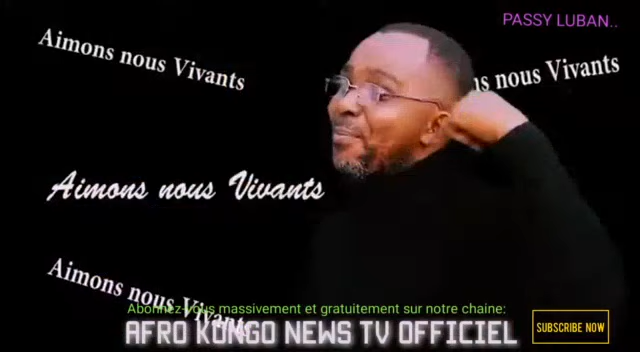 PASSY LUBAN..
Aimons nous Vivants
us nous Vivants
Aimons nous Vivants
Aimons nous Vivants
Abonnez-vous massivement et gratuitement sur notre chaine:
AFRO KONGO NEWS TV OFFICIEL
SUBSCRIBE NOW